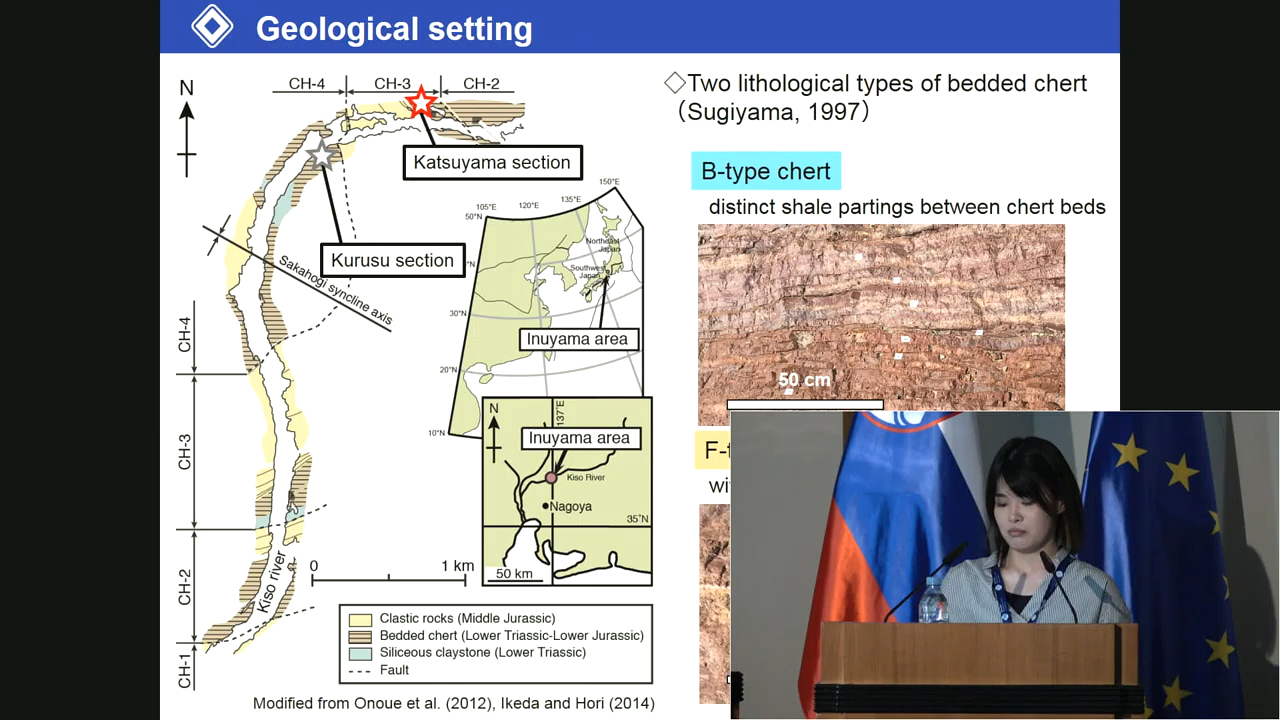 Geological setting
CH-4
CH-3
CH-2
N
Katsuyama section
Kurusu section
Sakahogi syncline axis
105°E
120°E
135°E
150°E
50°N
°N
30°N
20°N
10°N
Northeast
Japan
Southwest
Japan
Inuyama area
N
137°E
Inuyama area
Kiso River
Nagoya
35°N
50 km
CH-4
CH-3
CH-2
CH-1
Kiso river
0
1 km
Clastic rocks (Middle Jurassic)
Bedded chert (Lower Triassic-Lower Jurassic)
Siliceous claystone (Lower Triassic)
Fault
Modified from Onoue et al. (2012), Ikeda and Hori (2014)
◇Two lithological types of bedded chert
(Sugiyama, 1997)
B-type chert
distinct shale partings between chert beds
50 cm
F-
wi